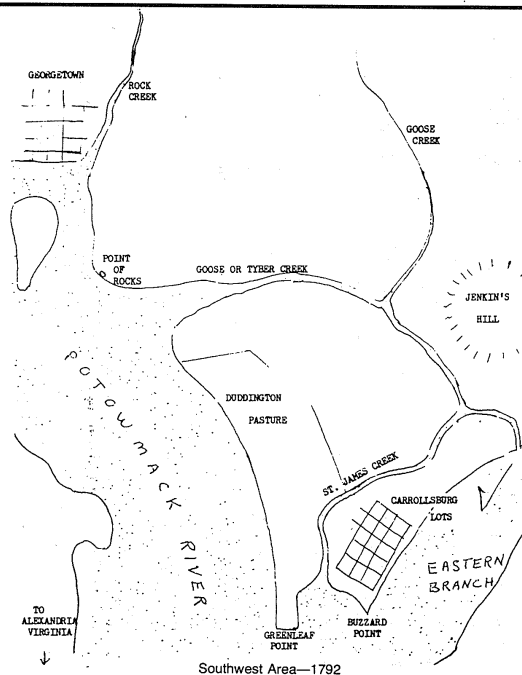 GEORGETOWN
ROCK
CREEK
GOOSE
CREEK
POINT
OF
ROCKS
GOOSE OR TYBER CREEK
JENKIN'S
HILL
POTOWMACK RIVER
DUDDINGTON
PASTURE
ST. JAMES CREEK
CARROLLSBURG
LOTS
EASTERN
BRANCH
TO
ALEXANDRIA
VIRGINIA
GREENLEAF
POINT
BUZZARD
POINT
Southwest Area—1792